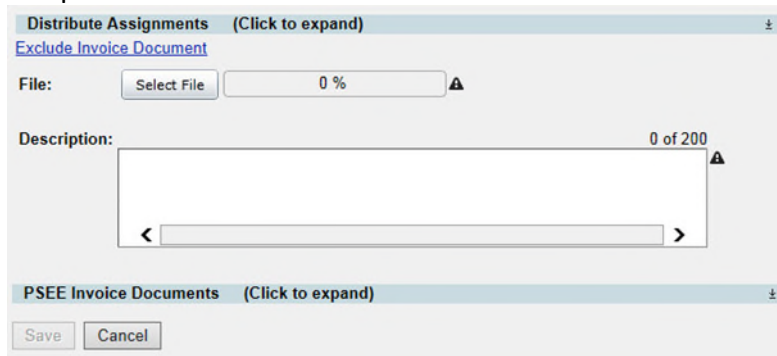 Distribute Assignments (Click to expand)
Exclude Invoice Document
File: Select File 0 %
Description: 0 of 200
PSEE Invoice Documents (Click to expand)
Save Cancel